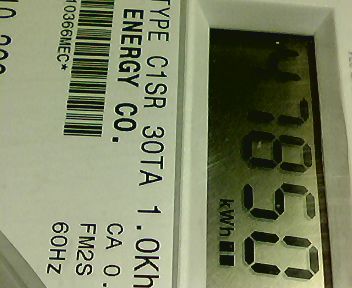 TYPE C1SR 30TA 1.0Kh
ENERGY CO.
CA 0.
FM2S
60Hz
10366MEC*
kWh